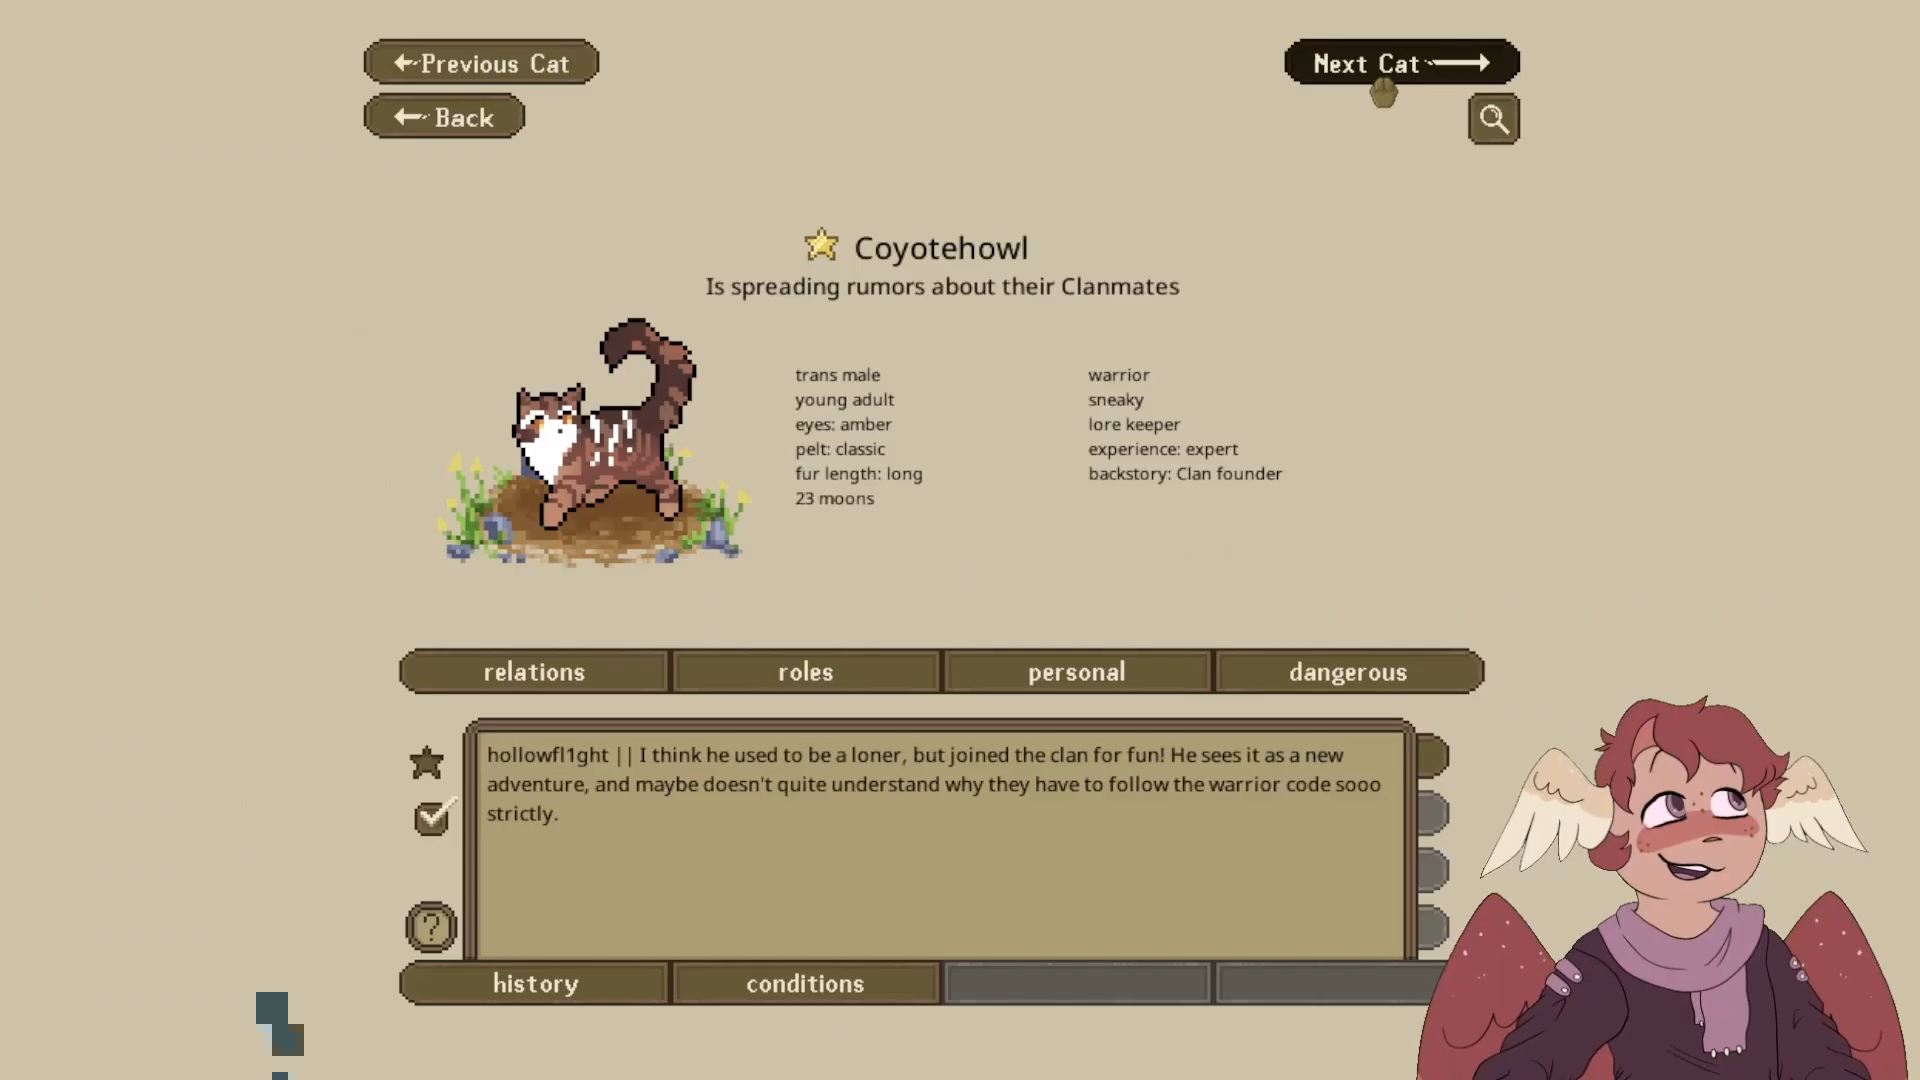 Previous Cat
Next Cat
Back
Coyotehowl
Is spreading rumors about their Clanmates
trans male
young adult
eyes: amber
pelt: classic
fur length: long
23 moons
warrior
sneaky
lore keeper
experience: expert
backstory: Clan founder
relations
roles
personal
dangerous
hollowfl1ght || I think he used to be a loner, but joined the clan for fun! He sees it as a new
adventure, and maybe doesn't quite understand why they have to follow the warrior code sooo
strictly.
?
history
conditions